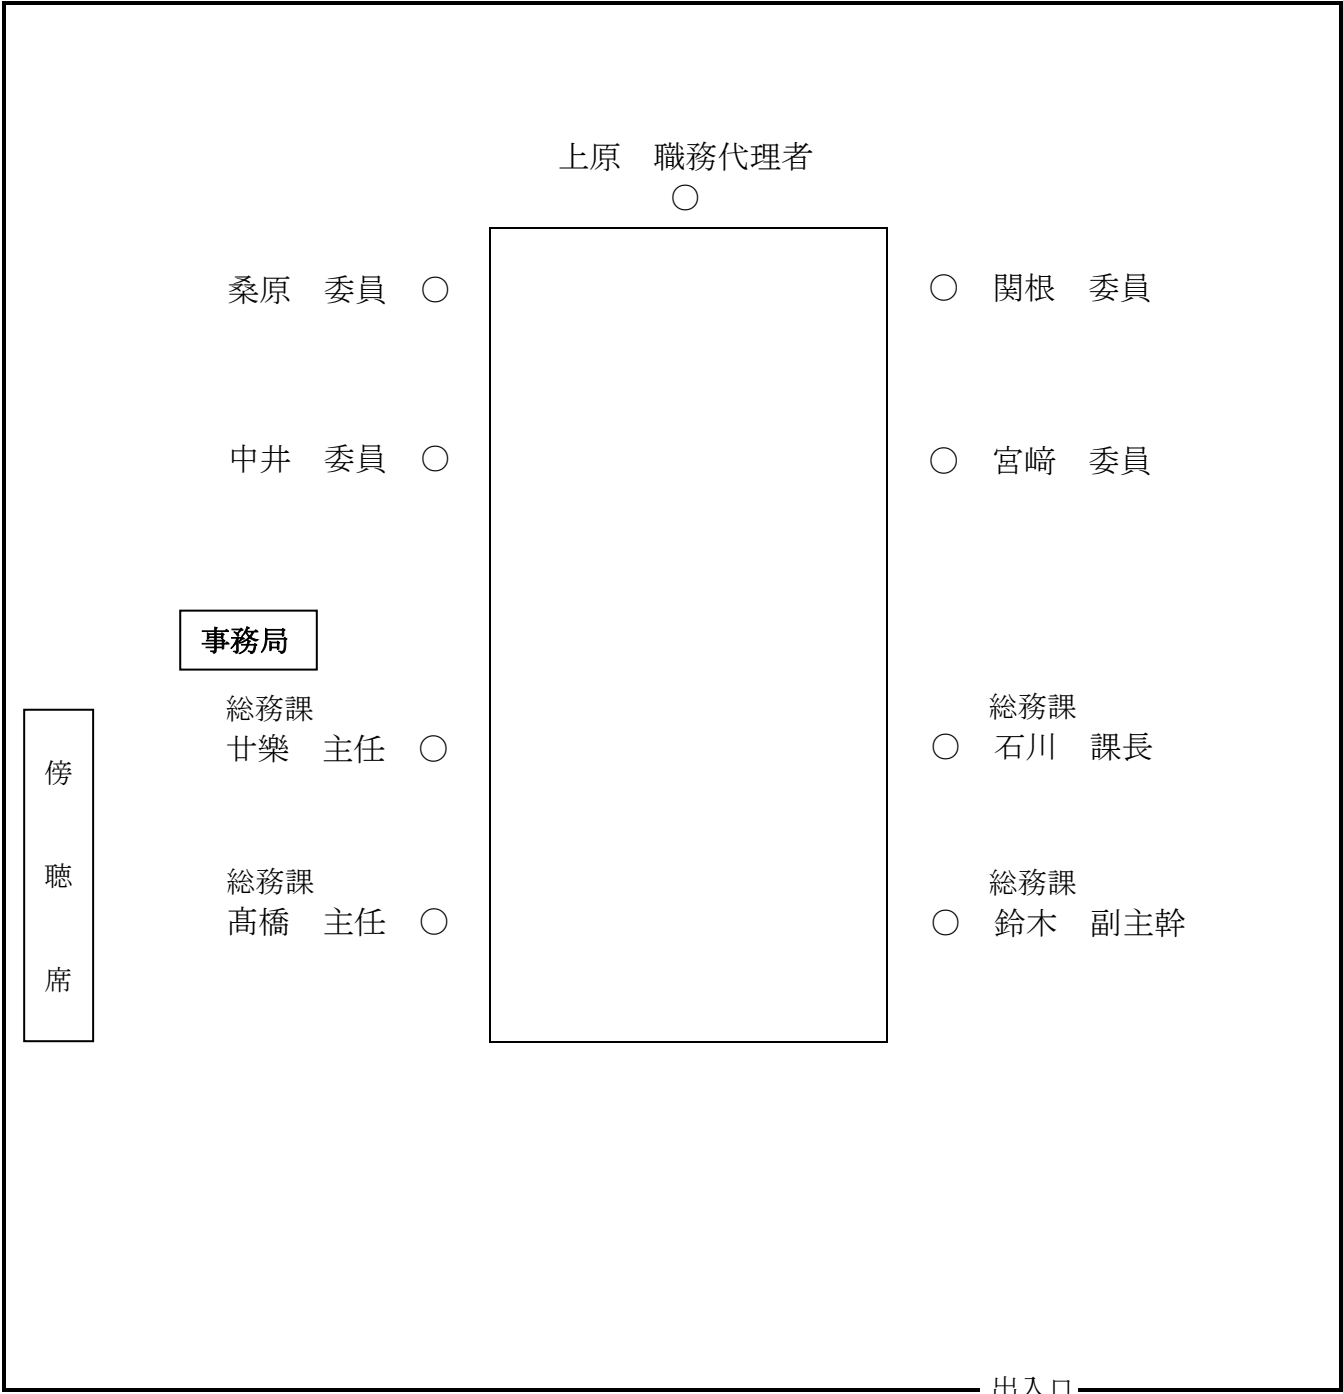 上原　職務代理者
○
桑原　委員　○
○　関根　委員
中井　委員　○
○　宮﨑　委員
事務局
総務課
廿樂　主任　○
総務課
○　石川　課長
傍聴席
総務課
髙橋　主任　○
総務課
○　鈴木　副主幹
出入口